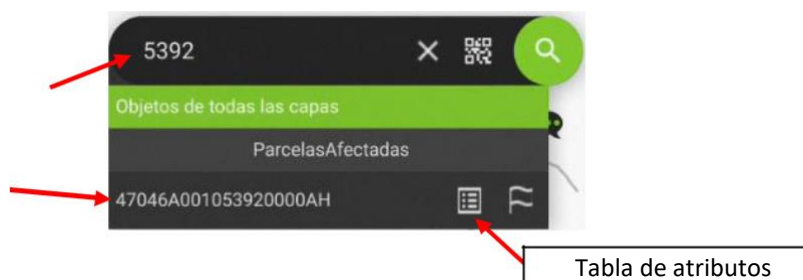 5392
Objetos de todas las capas
ParcelasAfectadas
47046A001053920000AH
Tabla de atributos